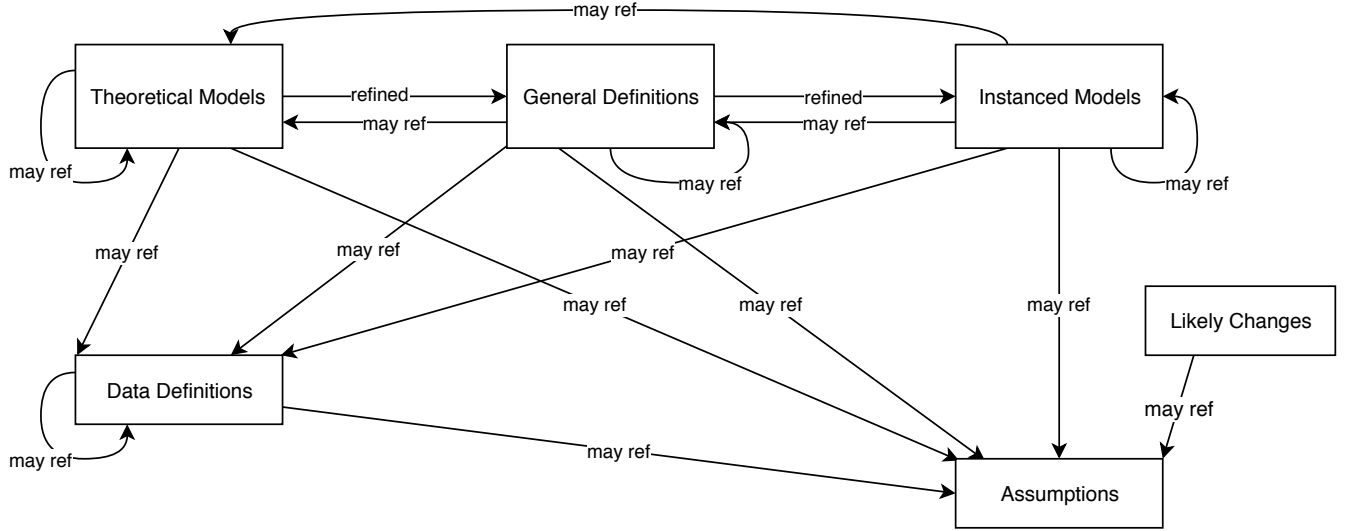 may ref
Theoretical Models
refined
General Definitions
refined
Instanced Models
may ref
may ref
may ref
may ref
may ref
may ref
may ref
may ref
may ref
may ref
may ref
may ref
Likely Changes
Data Definitions
may ref
may ref
may ref
Assumptions